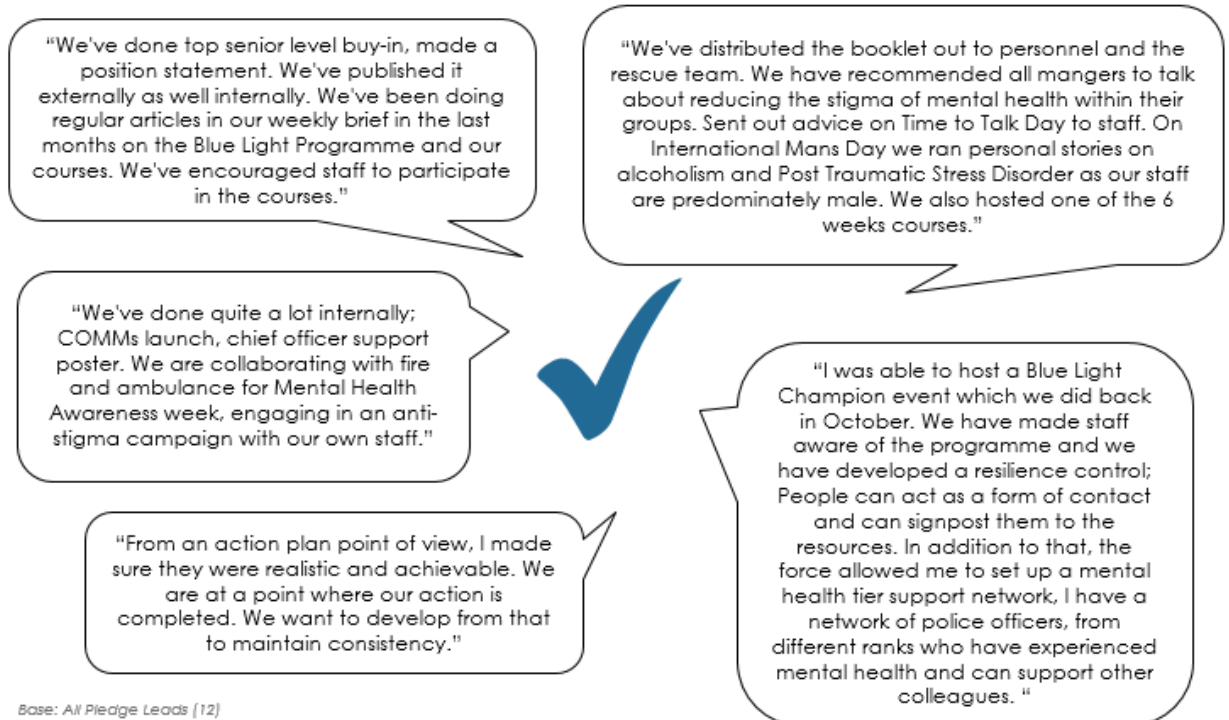 “We've done top senior level buy-in, made a
position statement. We've published it
externally as well internally. We've been doing
regular articles in our weekly brief in the last
months on the Blue Light Programme and our
courses. We've encouraged staff to participate
in the courses.”
“We've distributed the booklet out to personnel and the
rescue team. We have recommended all mangers to talk
about reducing the stigma of mental health within their
groups. Sent out advice on Time to Talk Day to staff. On
International Mans Day we ran personal stories on
alcoholism and Post Traumatic Stress Disorder as our staff
are predominately male. We also hosted one of the 6
weeks courses.”
“We've done quite a lot internally;
COMMs launch, chief officer support
poster. We are collaborating with fire
and ambulance for Mental Health
Awareness week, engaging in an anti-
stigma campaign with our own staff.”
“I was able to host a Blue Light
Champion event which we did back
in October. We have made staff
aware of the programme and we
have developed a resilience control;
People can act as a form of contact
and can signpost them to the
resources. In addition to that, the
force allowed me to set up a mental
health tier support network, I have a
network of police officers, from
different ranks who have experienced
mental health and can support other
colleagues. “
“From an action plan point of view, I made
sure they were realistic and achievable. We
are at a point where our action is
completed. We want to develop from that
to maintain consistency.”
Base: All Pledge Leads (12)